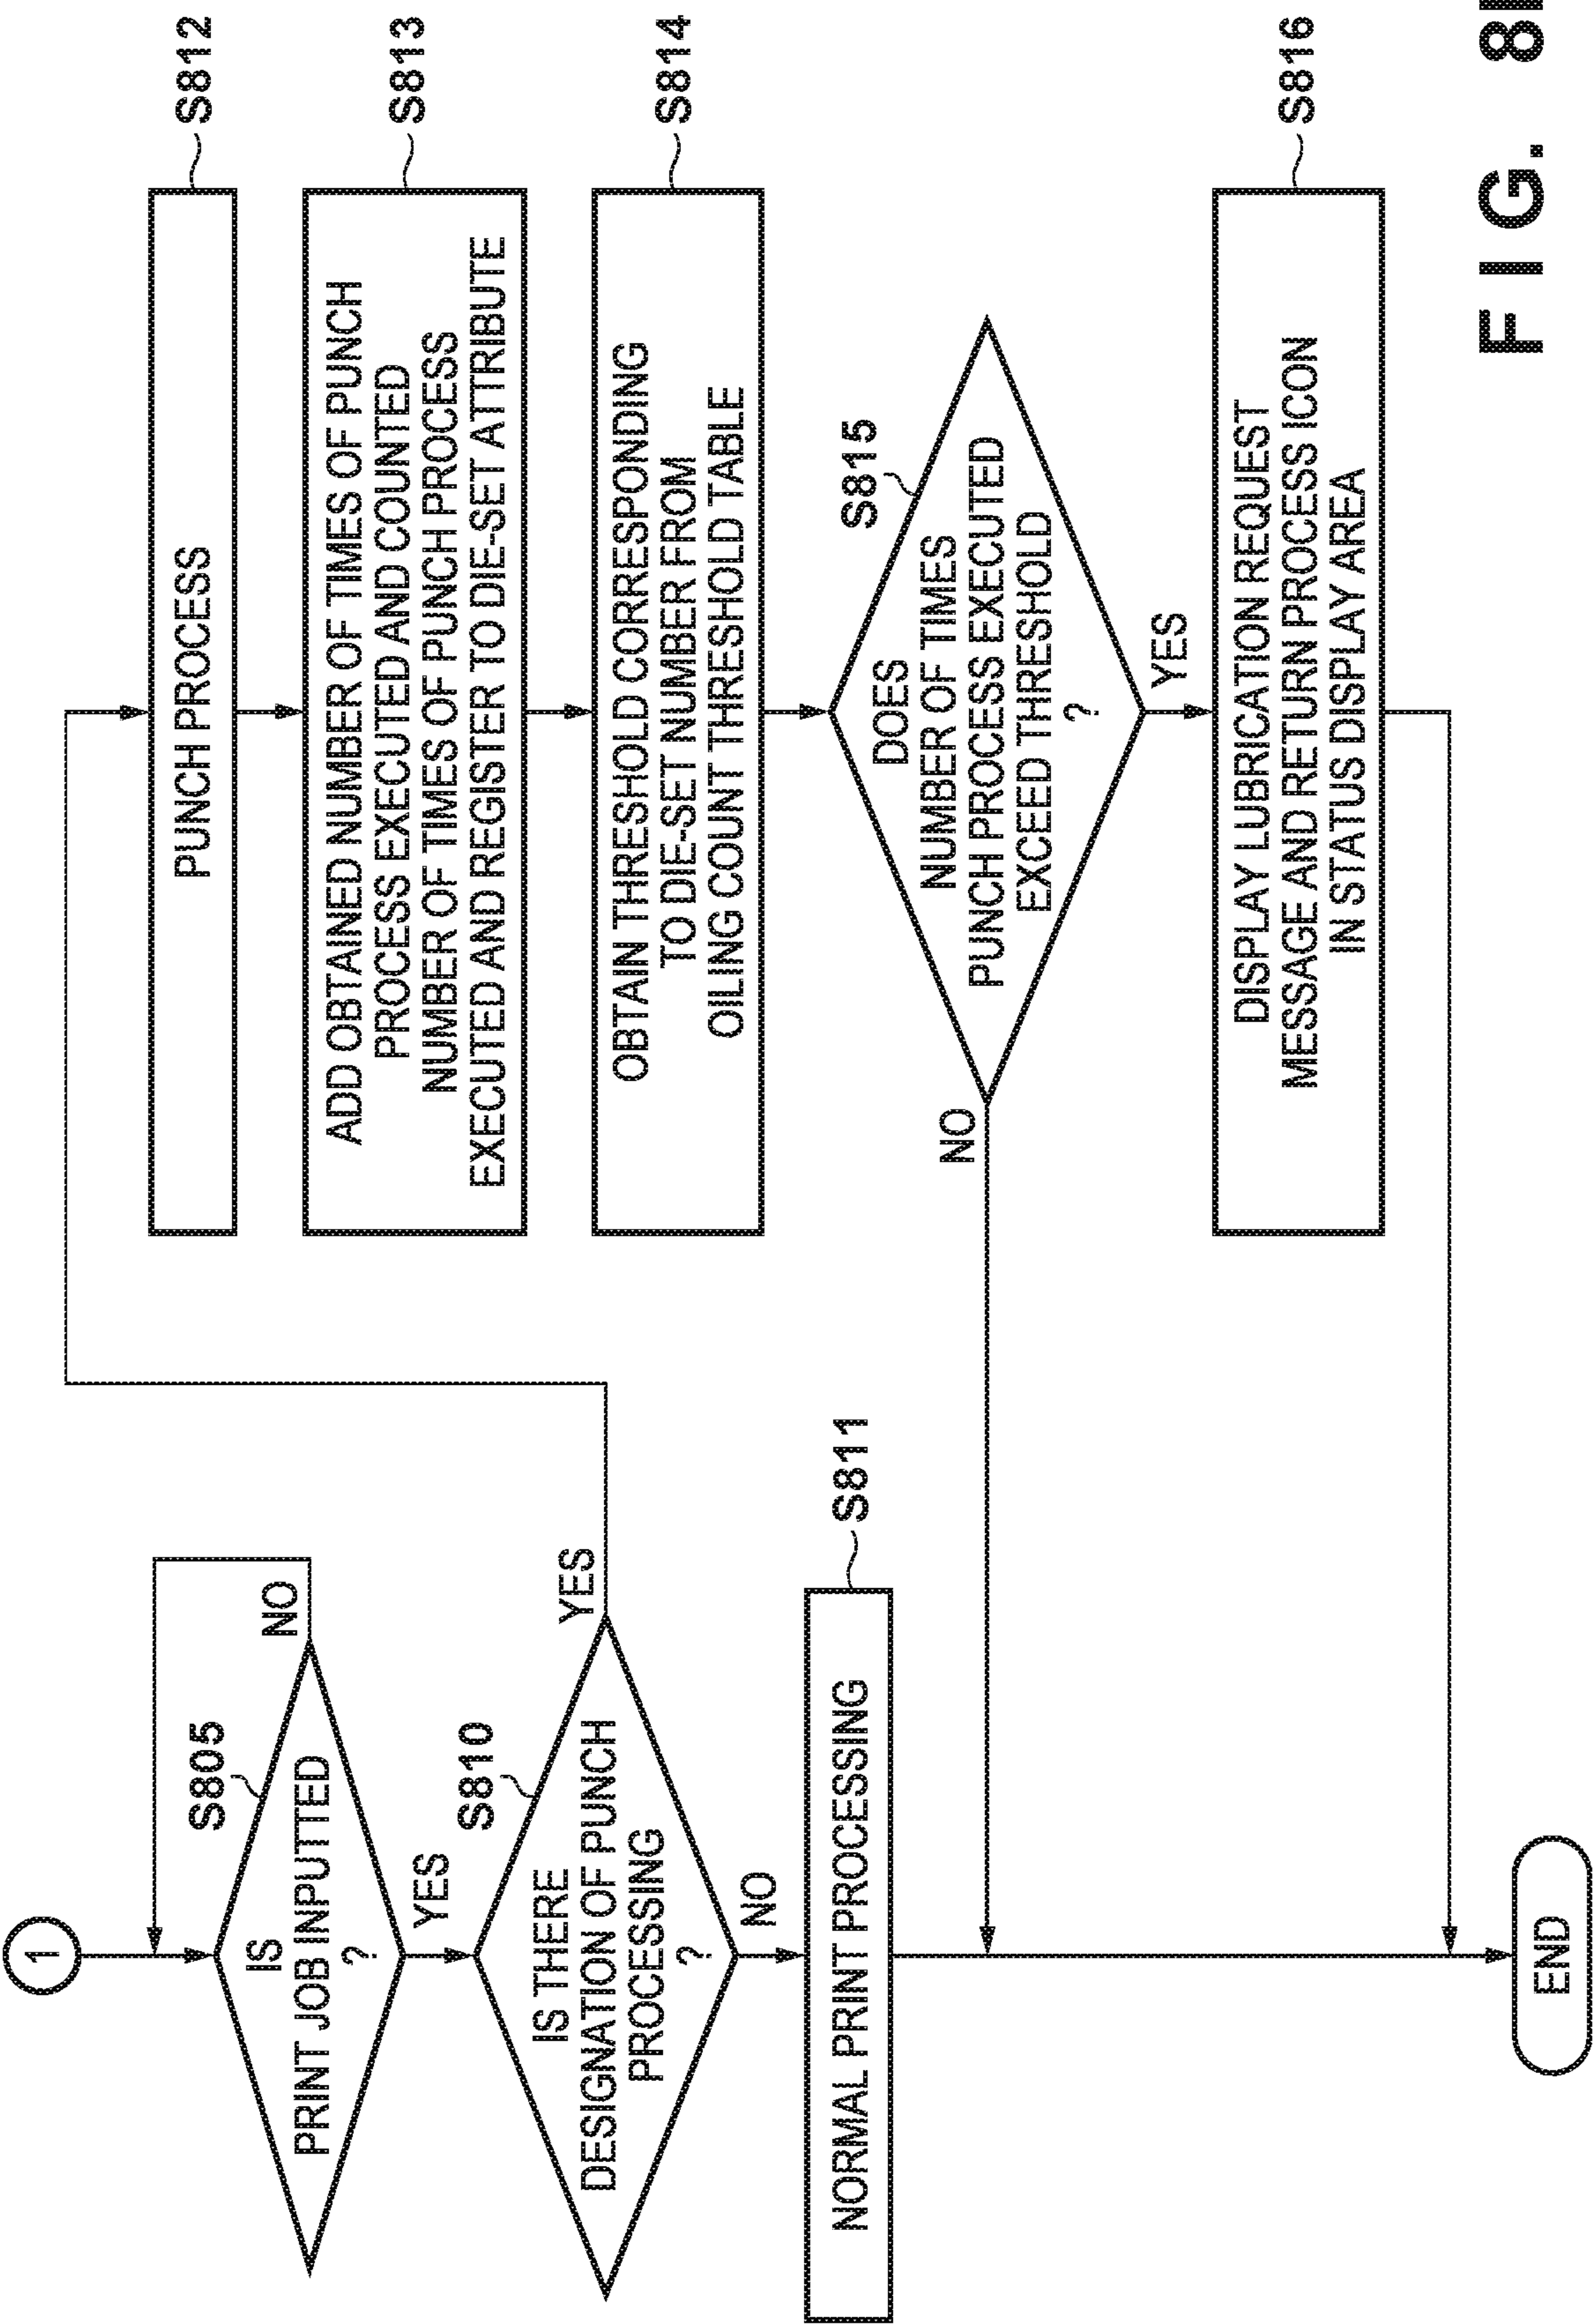 1
S805
IS
PRINT JOB INPUTTED
?
NO
YES
S810
IS THERE
DESIGNATION OF PUNCH
PROCESSING
?
YES
NO
S811
NORMAL PRINT PROCESSING
END
S812
PUNCH PROCESS
S813
ADD OBTAINED NUMBER OF TIMES OF PUNCH
PROCESS EXECUTED AND COUNTED
NUMBER OF TIMES OF PUNCH PROCESS
EXECUTED AND REGISTER TO DIE-SET ATTRIBUTE
S814
OBTAIN THRESHOLD CORRESPONDING
TO DIE-SET NUMBER FROM
OILING COUNT THRESHOLD TABLE
S815
DOES
NUMBER OF TIMES
PUNCH PROCESS EXECUTED
EXCEED THRESHOLD
?
NO
YES
S816
DISPLAY LUBRICATION REQUEST
MESSAGE AND RETURN PROCESS ICON
IN STATUS DISPLAY AREA
F I G. 8